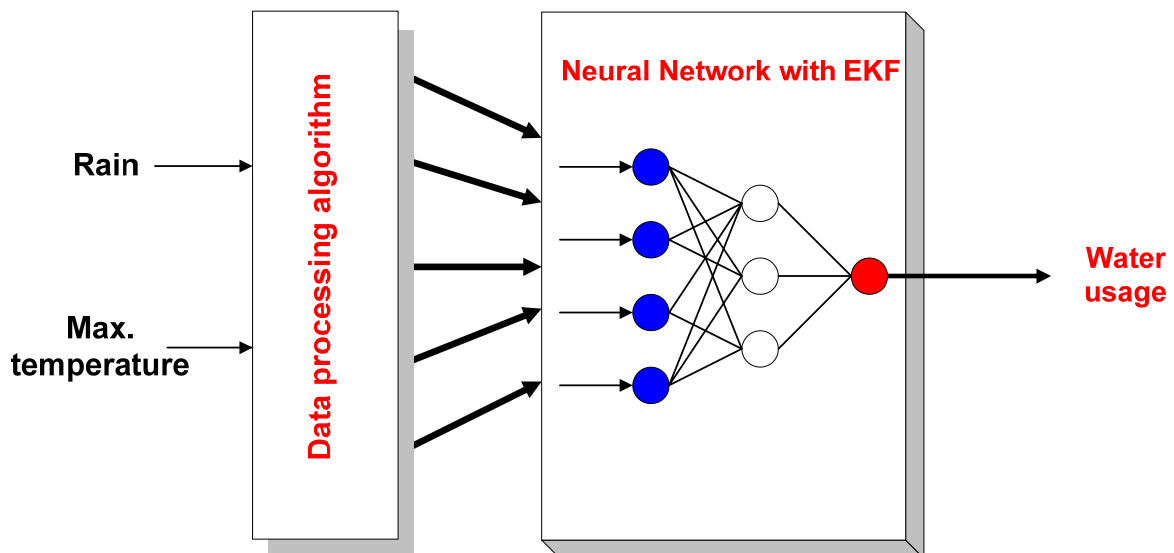 Neural Network with EKF
Data processing algorithm
Rain
Max.
temperature
Water
usage